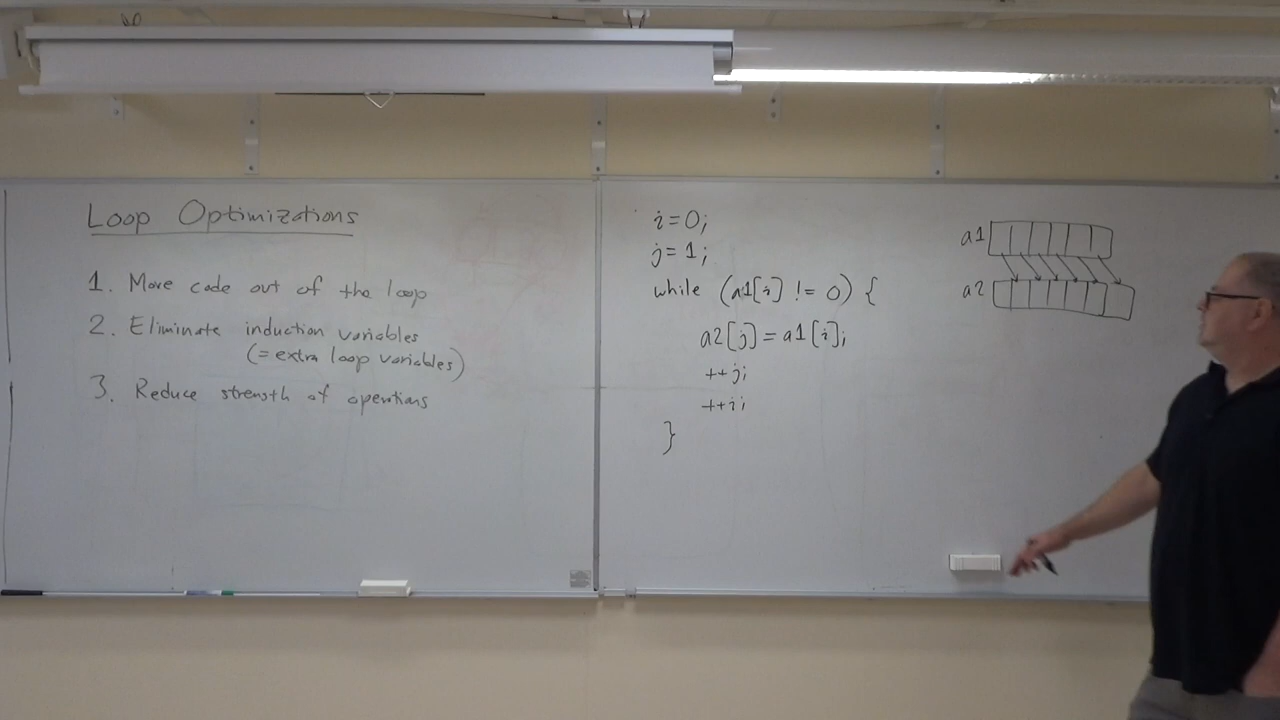 Loop Optimizations
1. Move code out of the loop
2. Eliminate induction variables
(= extra loop variables)
3. Reduce strength of operations
i=0;
j=1;
while (a1[i] != 0) {
a2[j]=a1[i];
++j;
++i;
}
a1
a2